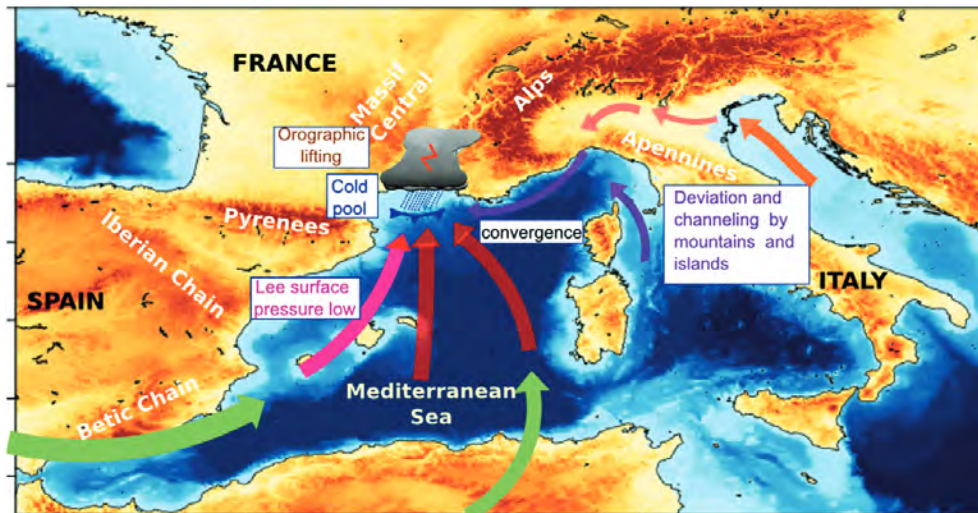 FRANCE
Massif
Central
Alps
Orographic
lifting
Apennines
Cold
pool
Deviation and
channeling by
mountains and
islands
Pyrenees
convergence
Iberian Chain
Lee surface
pressure low
ITALY
SPAIN
Mediterranean
Sea
Betic Chain